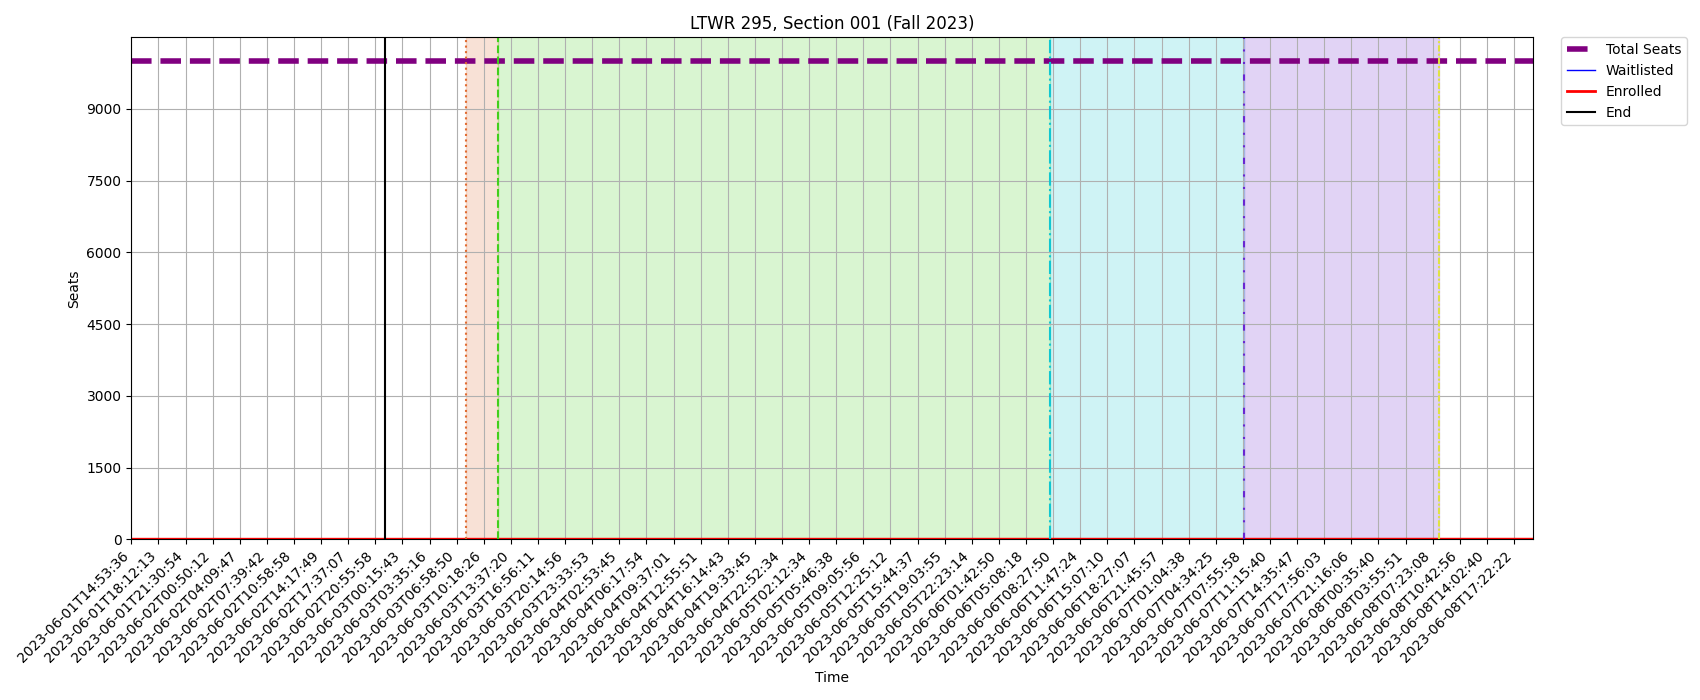 LTWR 295, Section 001 (Fall 2023)
Total Seats
Waitlisted
Enrolled
End
Seats
9000
7500
6000
4500
3000
1500
0
2023-06-01T14:53:36
2023-06-01T18:12:13
2023-06-01T21:30:54
2023-06-02T00:50:12
2023-06-02T04:09:47
2023-06-02T07:39:42
2023-06-02T10:58:58
2023-06-02T14:17:49
2023-06-02T17:37:07
2023-06-02T20:55:58
2023-06-03T00:15:43
2023-06-03T03:35:16
2023-06-03T06:58:50
2023-06-03T10:18:26
2023-06-03T13:37:20
2023-06-03T16:56:11
2023-06-03T20:14:56
2023-06-03T23:33:53
2023-06-04T02:53:45
2023-06-04T06:17:54
2023-06-04T09:37:01
2023-06-04T12:55:51
2023-06-04T16:14:43
2023-06-04T19:33:45
2023-06-04T22:52:34
2023-06-05T02:12:34
2023-06-05T05:46:38
2023-06-05T09:05:56
2023-06-05T12:25:12
2023-06-05T15:44:37
2023-06-05T19:03:55
2023-06-05T22:23:14
2023-06-06T01:42:50
2023-06-06T05:08:18
2023-06-06T08:27:50
2023-06-06T11:47:24
2023-06-06T15:07:10
2023-06-06T18:27:07
2023-06-06T21:45:57
2023-06-07T01:04:38
2023-06-07T04:34:25
2023-06-07T07:55:58
2023-06-07T11:15:40
2023-06-07T14:35:47
2023-06-07T17:56:03
2023-06-07T21:16:06
2023-06-08T00:35:40
2023-06-08T03:55:51
2023-06-08T07:23:08
2023-06-08T10:42:56
2023-06-08T14:02:40
2023-06-08T17:22:22
Time